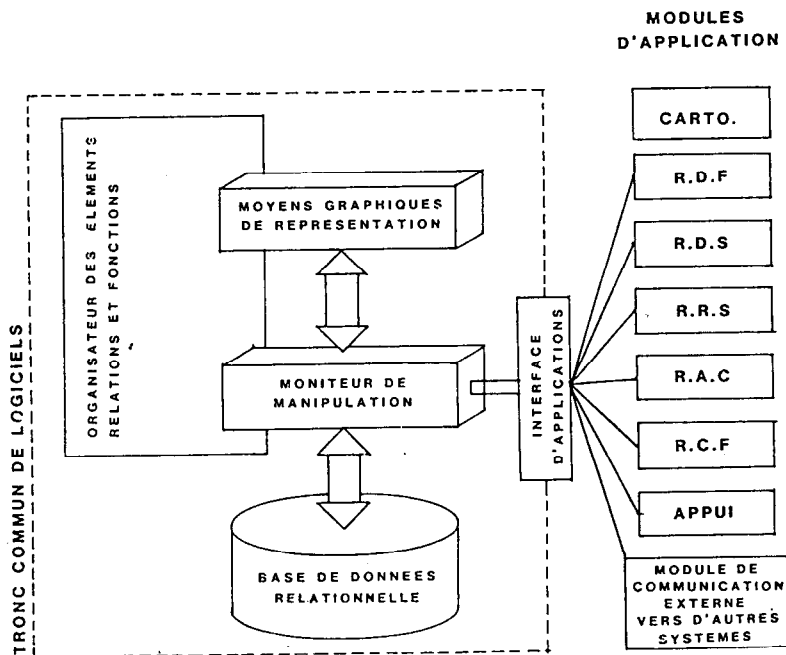 MODULES
D'APPLICATION
CARTO.
R.D.F
R.D.S
R.R.S
R.A.C
R.C.F
APPUI
MODULE DE
COMMUNICATION
EXTERNE
VERS D'AUTRES
SYSTEMES
INTERFACE
D'APPLICATIONS
TRONC COMMUN DE LOGICIELS
ORGANISATEUR DES ELEMENTS
RELATIONS ET FONCTIONS
MOYENS GRAPHIQUES
DE REPRESENTATION
MONITEUR DE
MANIPULATION
BASE DE DONNEES
RELATIONNELLE